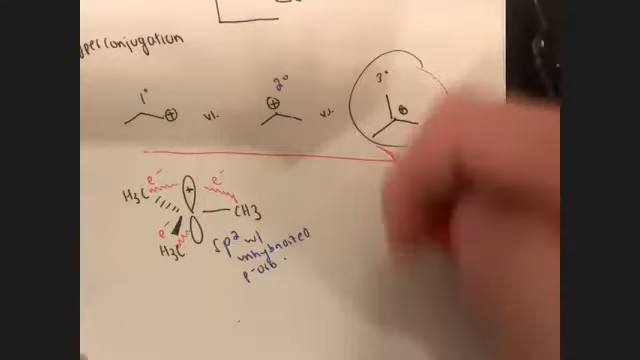 perconjugation
1°
⊕
vs.
2°
⊕
vs.
3°
⊕
e⁻
e⁻
+
H₃C
CH3
e⁻
H₃C
sp² w/
unhybridized
p-orb.